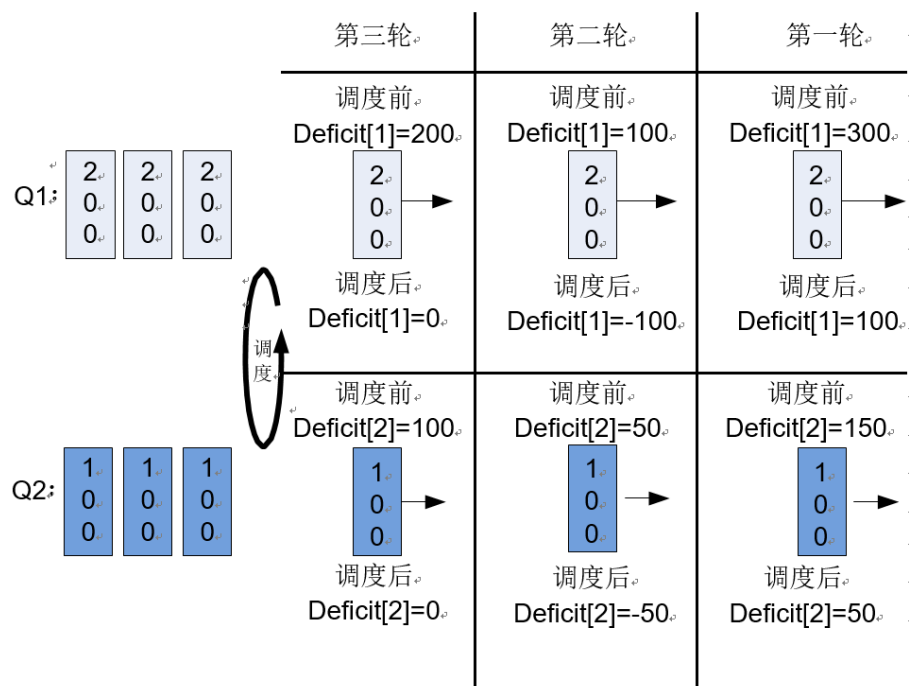 第三轮
第二轮
第一轮
调度前
Deficit[1]=200
调度前
Deficit[1]=100
调度前
Deficit[1]=300
Q1:
2
0
0
2
0
0
2
0
0
2
0
0
2
0
0
2
0
0
调度后
Deficit[1]=0
调度后
Deficit[1]=-100
调度后
Deficit[1]=100
调
度
调度前
Deficit[2]=100
调度前
Deficit[2]=50
调度前
Deficit[2]=150
Q2:
1
0
0
1
0
0
1
0
0
1
0
0
1
0
0
1
0
0
调度后
Deficit[2]=0
调度后
Deficit[2]=-50
调度后
Deficit[2]=50